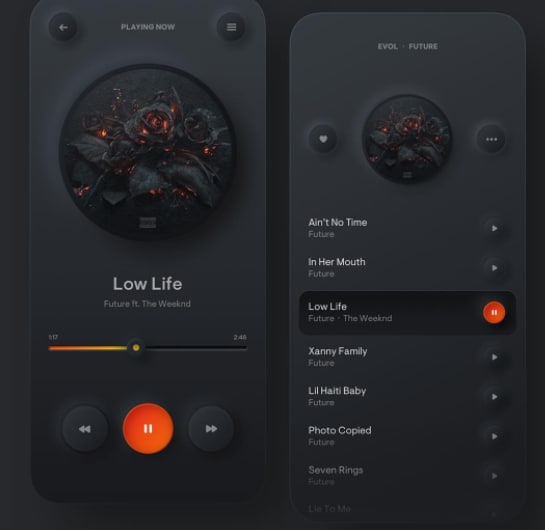 PLAYING NOW
Low Life
Future ft. The Weeknd
1:17
2:46
EVOL · FUTURE
Ain't No Time
Future
In Her Mouth
Future
Low Life
Future · The Weeknd
Xanny Family
Future
Lil Haiti Baby
Future
Photo Copied
Future
Seven Rings
Future
Lie To Me